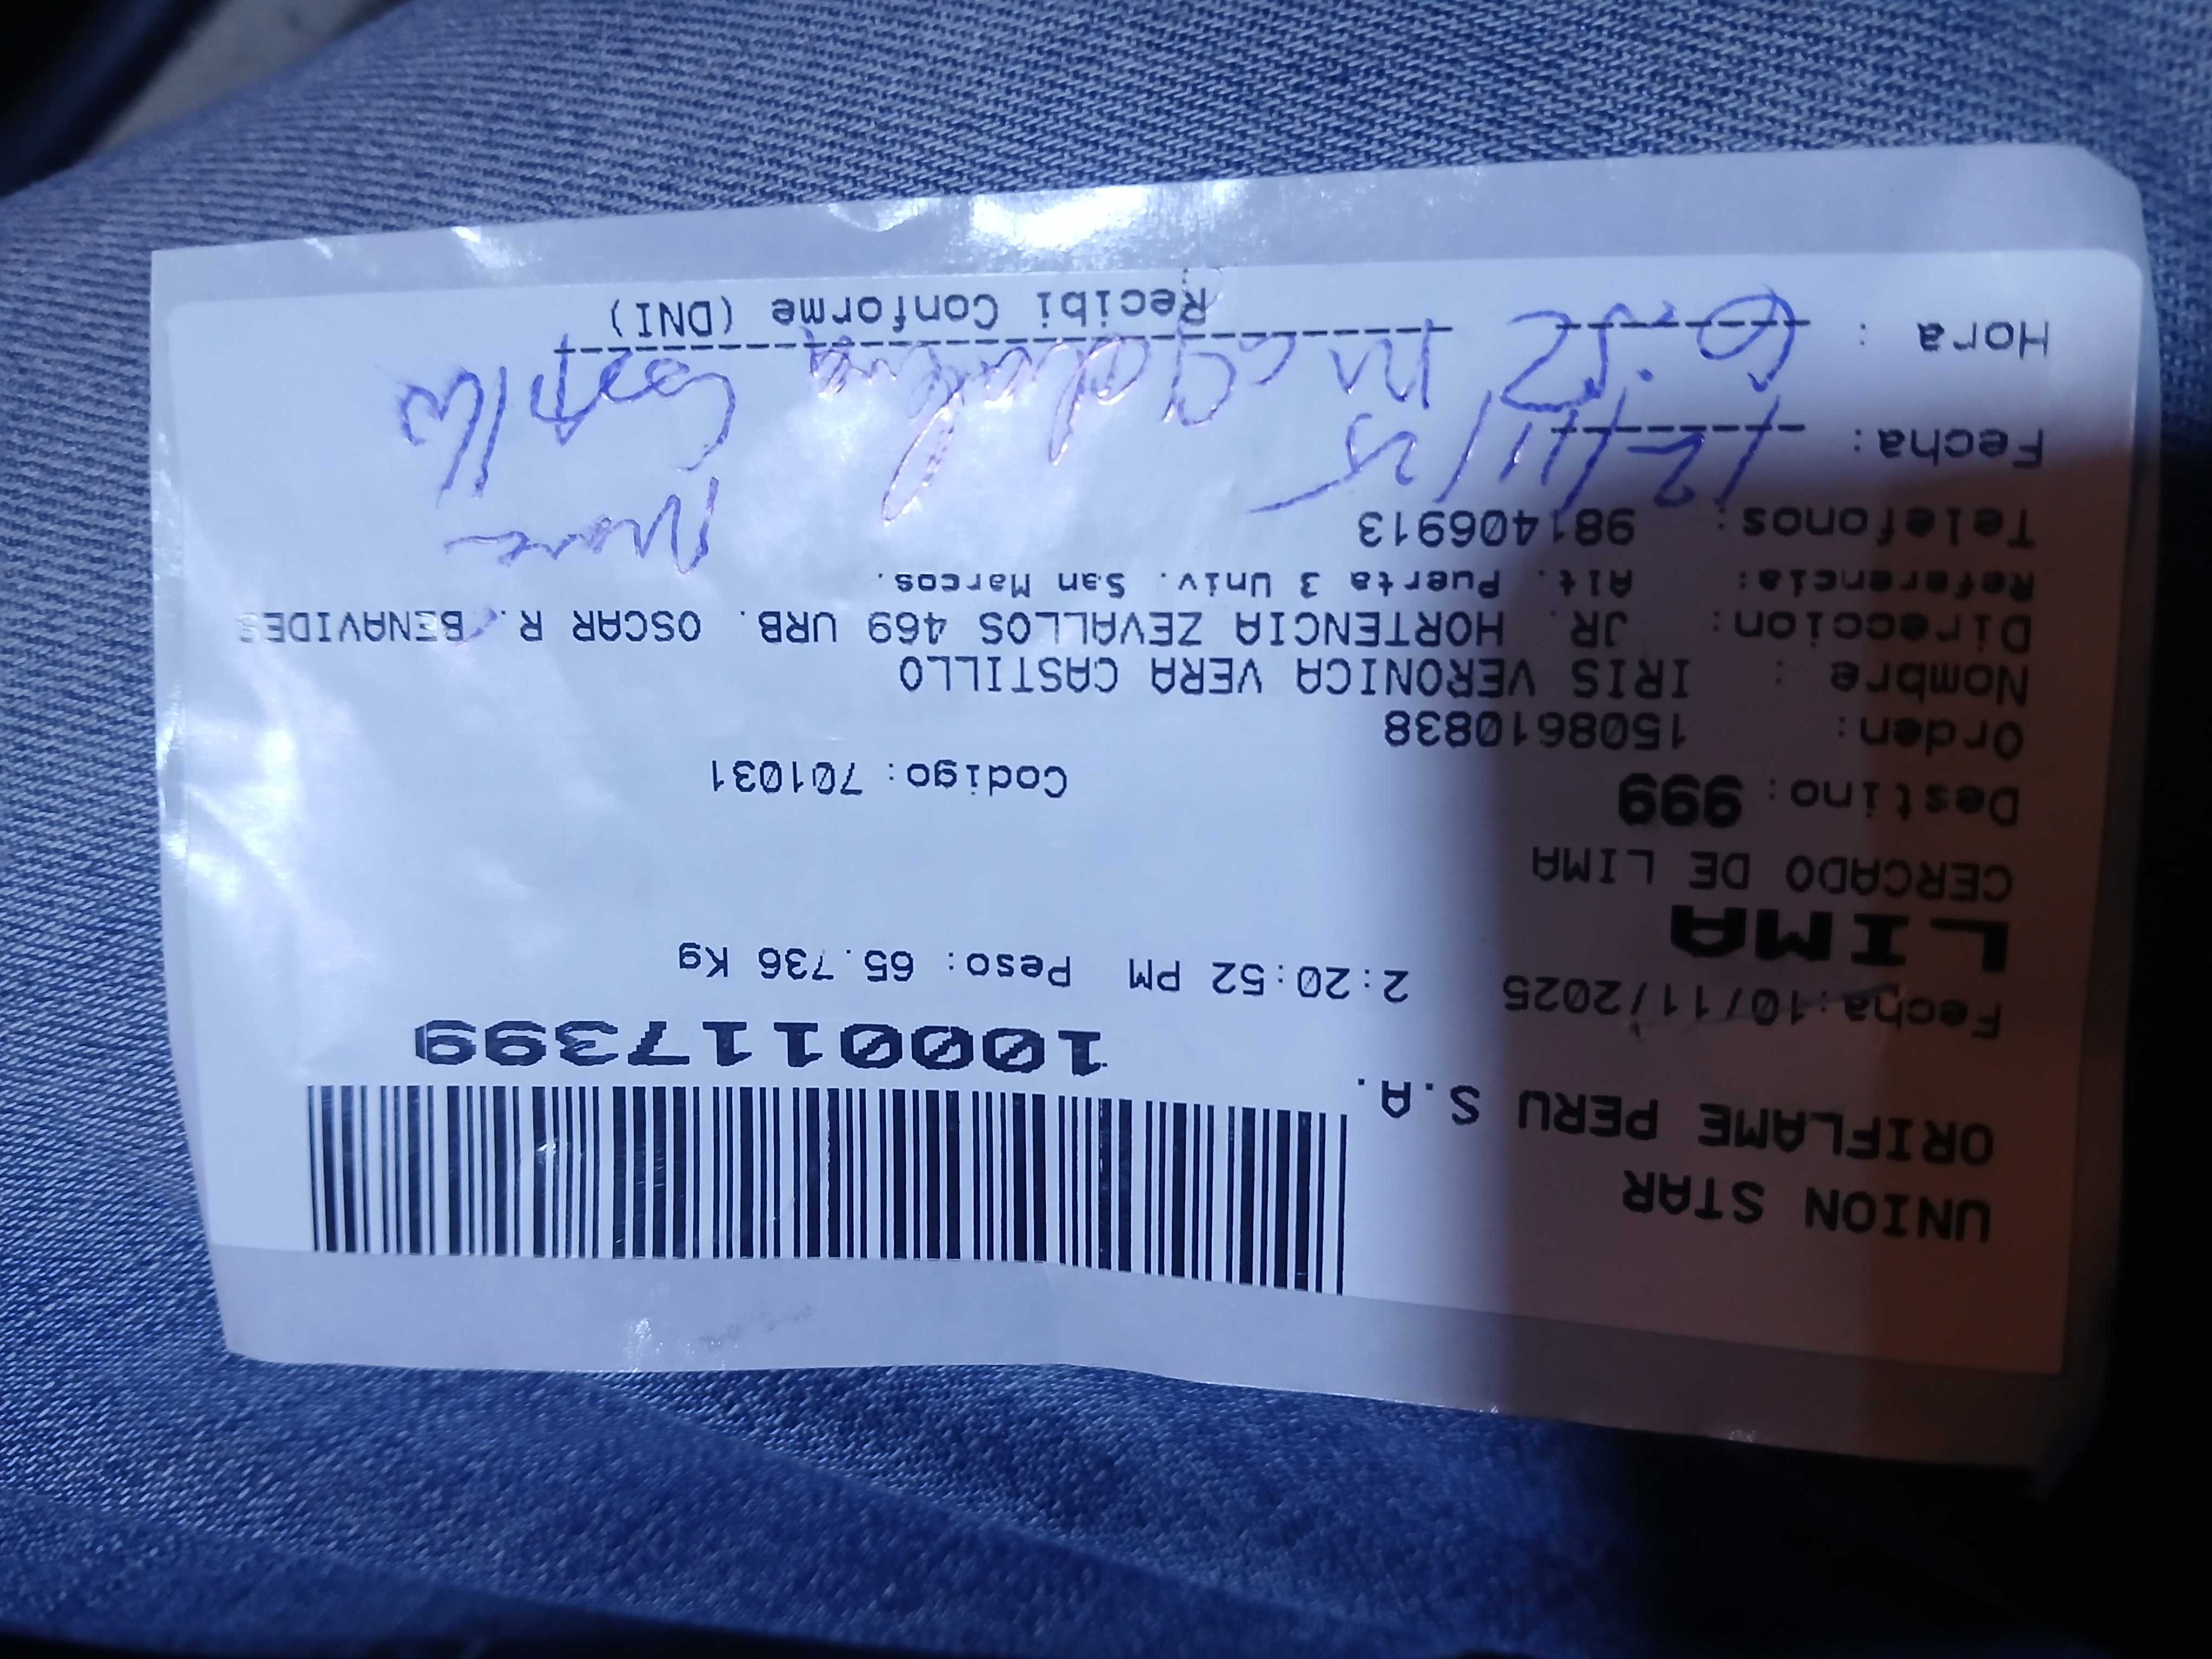 UNION STAR
ORIFLAME PERU S.A.
1000117399
Fecha:10/11/2025 2:20:52 PM Peso: 65.736 Kg
LIMA
CERCADO DE LIMA
Destino: 999 Codigo: 701031
Orden: 1508610838
Nombre : IRIS VERONICA VERA CASTILLO
Direccion: JR. HORTENCIA ZEVALLOS 469 URB. OSCAR R. BENAVIDES
Referencia: Alt. Puerta 3 Univ. San Marcos.
Telefonos: 981406913
Fecha: 12/11/25
Hora : 6:52
Castillo
Recibi Conforme (DNI)